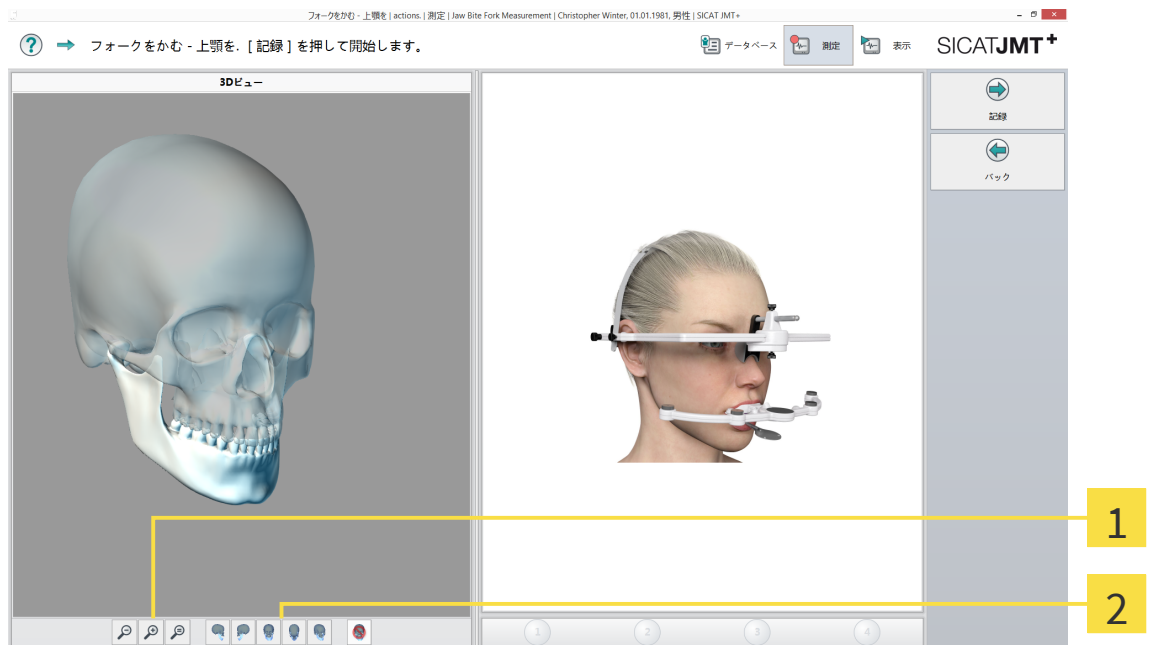 フォークをかむ - 上顎を | actions. | 測定 | Jaw Bite Fork Measurement | Christopher Winter, 01.01.1981, 男性 | SICAT JMT+
? フォークをかむ - 上顎を. [ 記録 ] を押して開始します。
データベース
測定
表示
SICATJMT+
3Dビュー
記録
バック
1
2
1 2 3 4